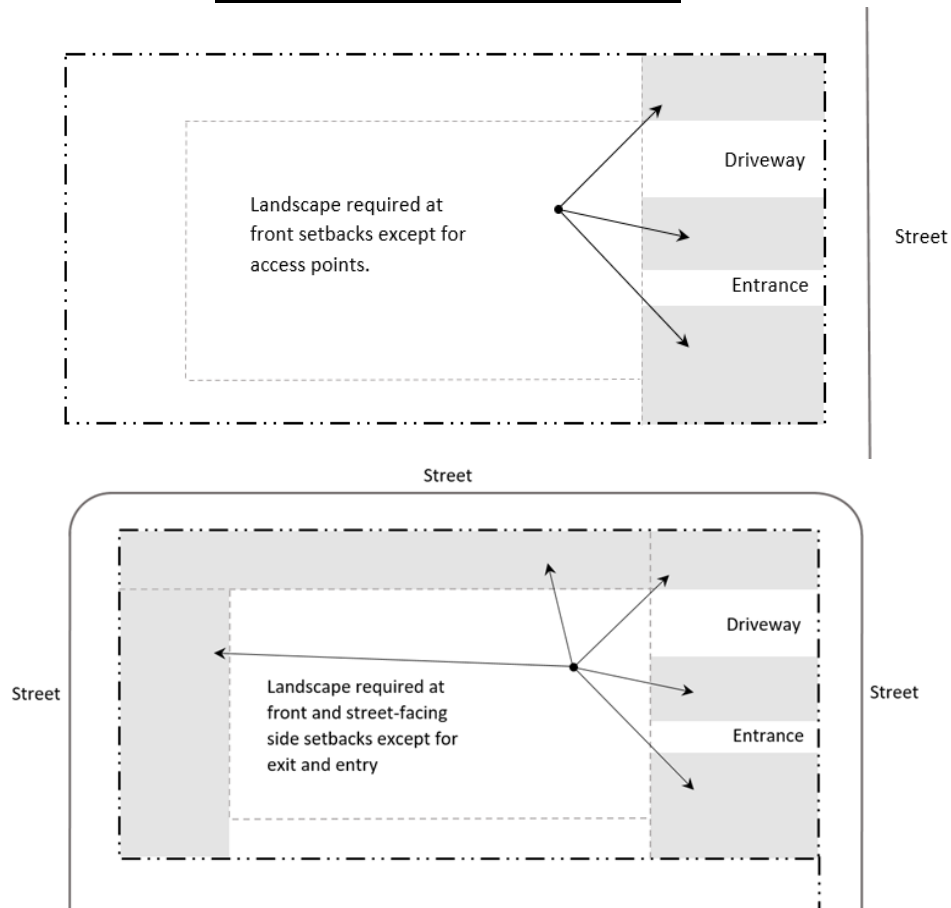 Driveway
Landscape required at
front setbacks except for
access points.
Street
Entrance
Street
Driveway
Landscape required at
front and street-facing
side setbacks except for
exit and entry
Street
Street
Entrance